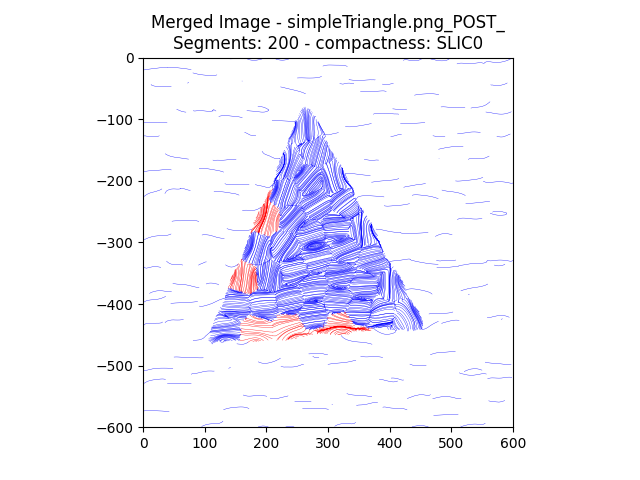 Merged Image - simpleTriangle.png_POST_
Segments: 200 - compactness: SLIC0
0
−100
−200
−300
−400
−500
−600
0 100 200 300 400 500 600